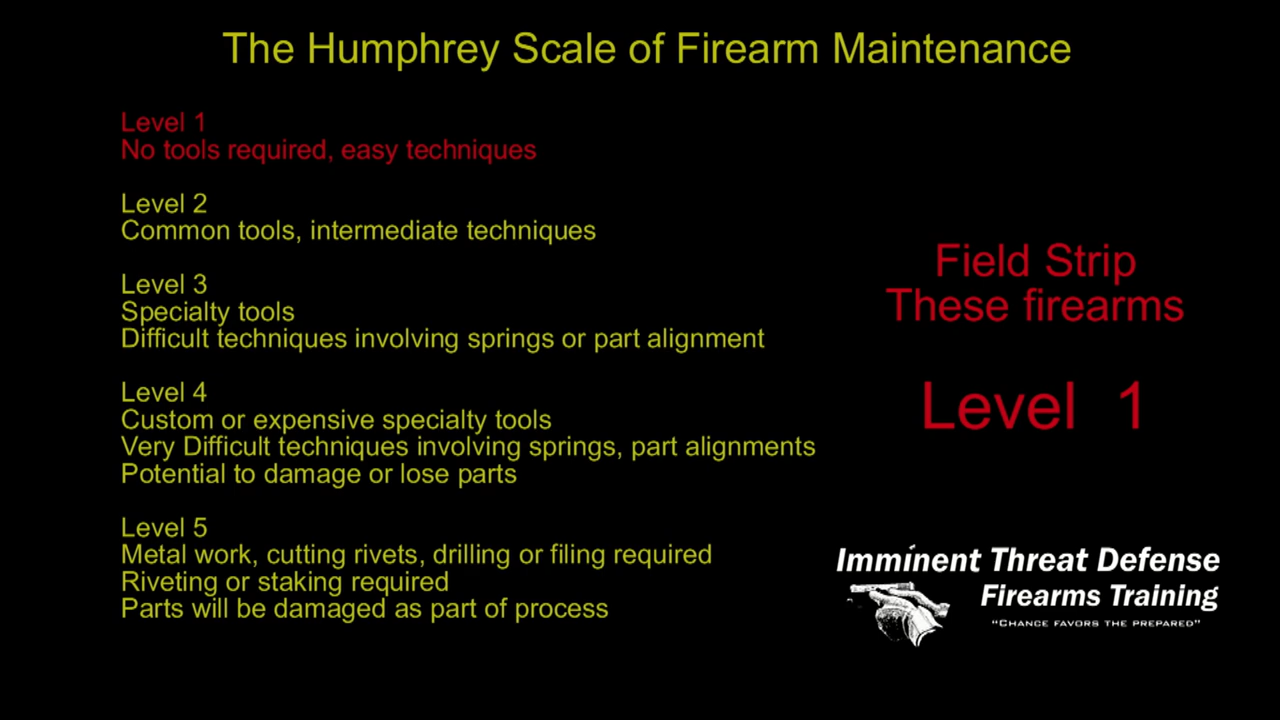 The Humphrey Scale of Firearm Maintenance
Level 1
No tools required, easy techniques
Level 2
Common tools, intermediate techniques
Level 3
Specialty tools
Difficult techniques involving springs or part alignment
Level 4
Custom or expensive specialty tools
Very Difficult techniques involving springs, part alignments
Potential to damage or lose parts
Level 5
Metal work, cutting rivets, drilling or filing required
Riveting or staking required
Parts will be damaged as part of process
Field Strip
These firearms
Level 1
Imminent Threat Defense
Firearms Training
"CHANCE FAVORS THE PREPARED"